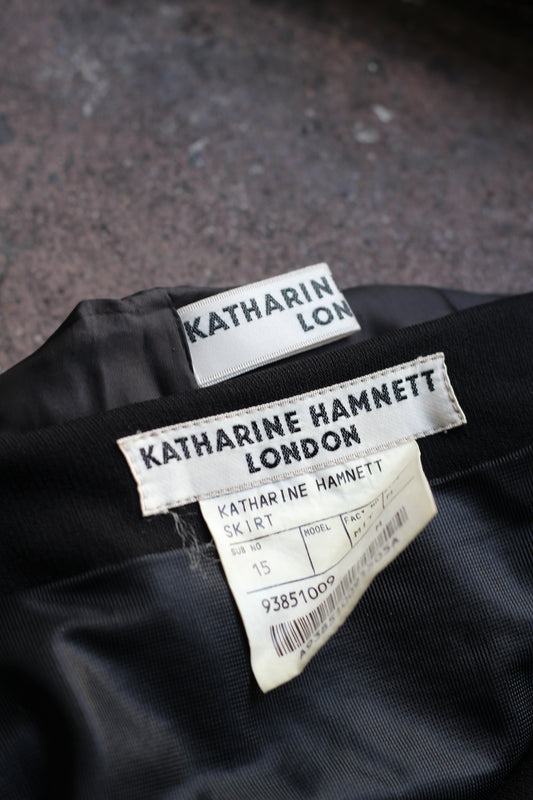 KATHARIN
LON
KATHARINE HAMNETT
LONDON
KATHARINE HAMNETT
SKIRT
SUB NO
MODEL
15
93851009